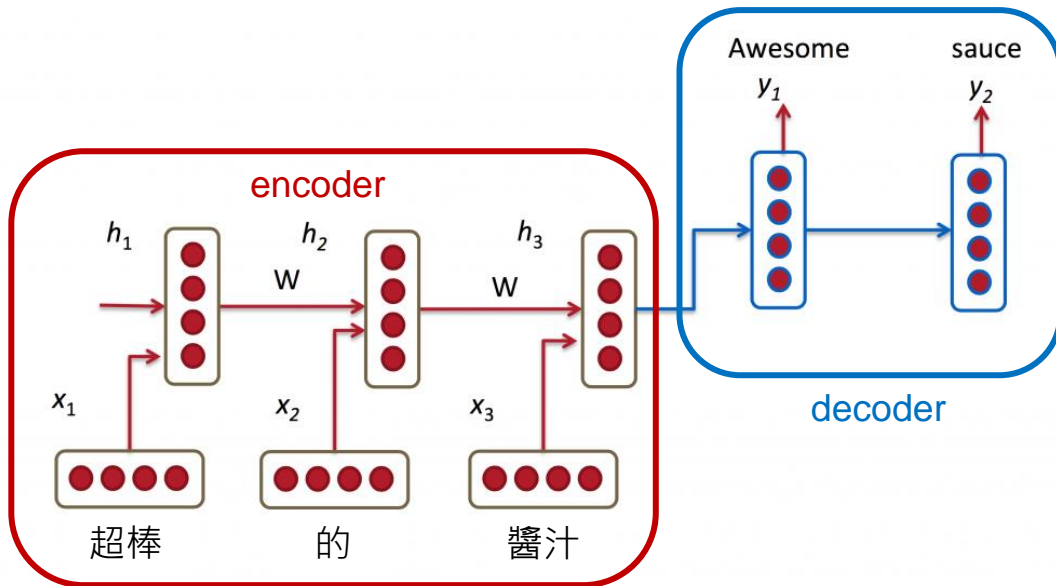 Awesome sauce
y1 y2
encoder
h1 h2 h3
W W
x1 x2 x3
decoder
超棒 的 醬汁